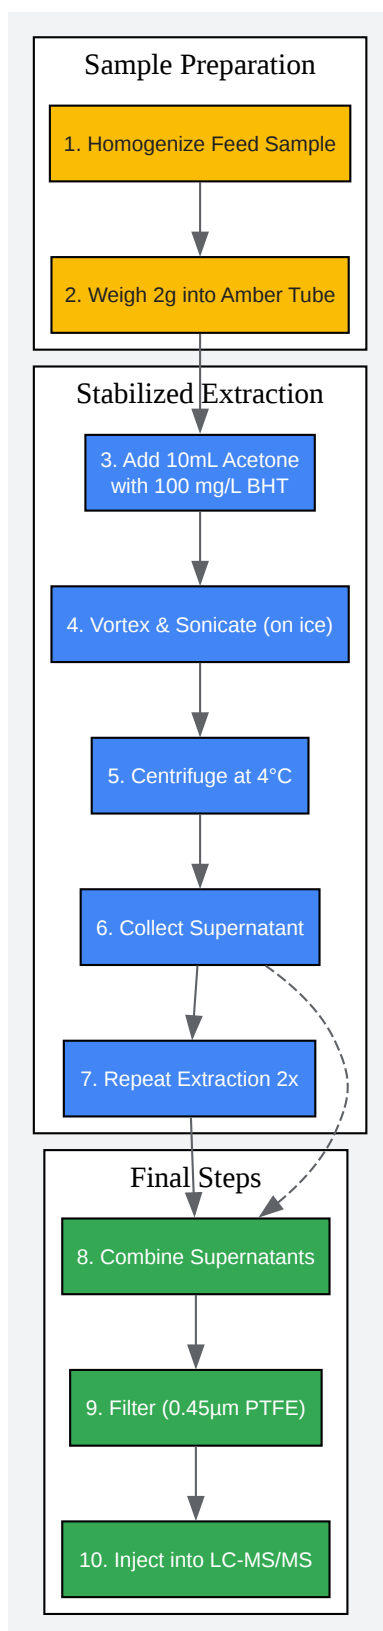 Sample Preparation
1. Homogenize Feed Sample
2. Weigh 2g into Amber Tube
Stabilized Extraction
3. Add 10mL Acetone
with 100 mg/L BHT
4. Vortex & Sonicate (on ice)
5. Centrifuge at 4°C
6. Collect Supernatant
7. Repeat Extraction 2x
Final Steps
8. Combine Supernatants
9. Filter (0.45µm PTFE)
10. Inject into LC-MS/MS